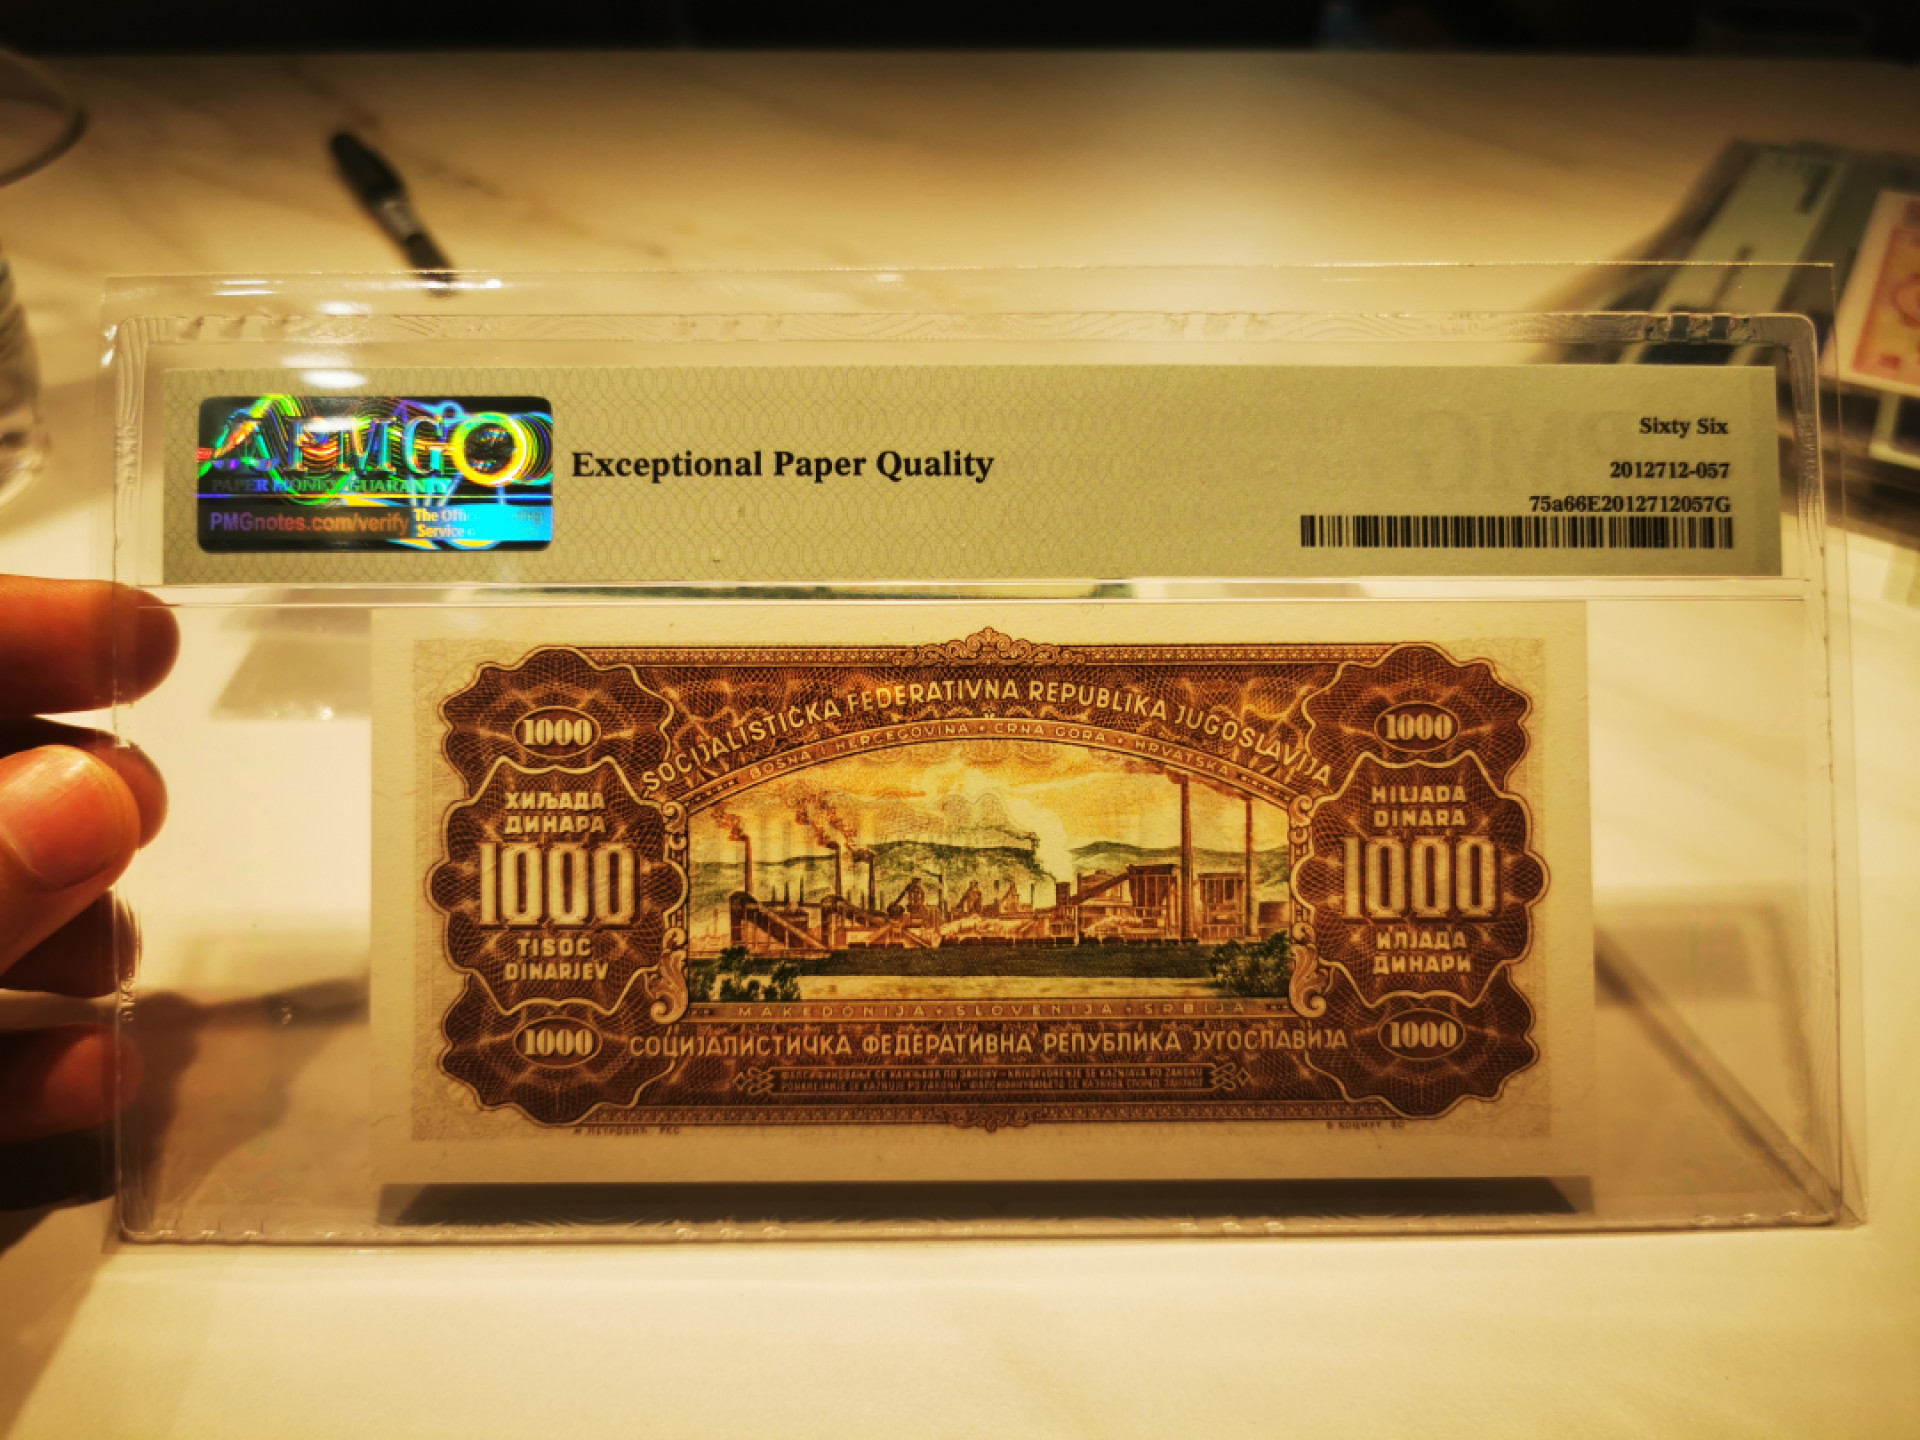 PMG
PAPER MONEY GUARANTY
PMGnotes.com/verify
The
Service
Exceptional Paper Quality
Sixty Six
2012712-057
75a66E2012712057G
SOCIJALISTIČKA FEDERATIVNA REPUBLIKA JUGOSLAVIJA
BOSNA I HERCEGOVINA • CRNA GORA • HRVATSKA
1000
1000
ХИЉАДА
ДИНАРА
1000
TISOČ
DINARJEV
HILJADA
DINARA
1000
ИЛЈАДА
ДИНАРИ
MAKEDONIJA • SLOVENIJA • SRBIJA
1000
1000
СОЦИЈАЛИСТИЧКА ФЕДЕРАТИВНА РЕПУБЛИКА ЈУГОСЛАВИЈА